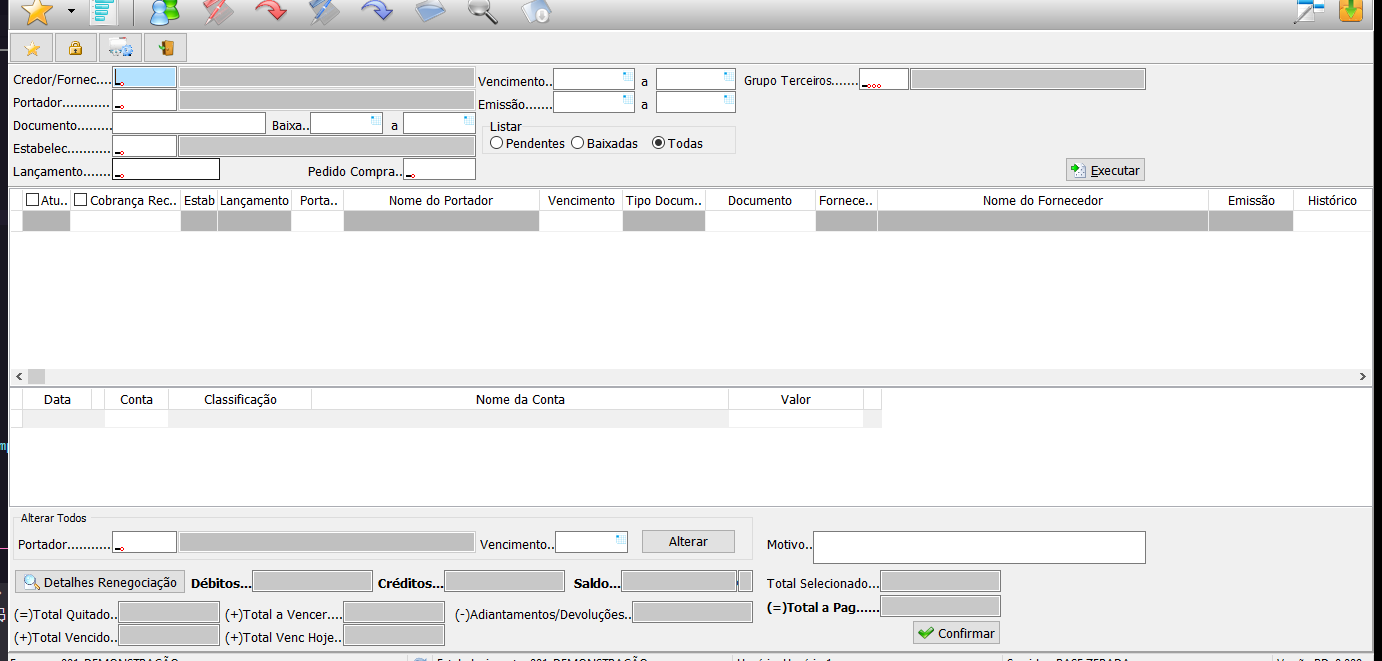 Credor/Fornec.... Vencimento.. a Grupo Terceiros.......
Portador............ Emissão....... a
Documento......... Baixa.. a Listar
Pendentes Baixadas Todas
Estabelec...........
Lançamento....... Pedido Compra.. Executar
Atu.. Cobrança Rec.. Estab Lançamento Porta.. Nome do Portador Vencimento Tipo Docum.. Documento Fornece.. Nome do Fornecedor Emissão Histórico
Data Conta Classificação Nome da Conta Valor
Alterar Todos
Portador........... Vencimento.. Alterar Motivo..
Detalhes Renegociação Débitos... Créditos... Saldo... Total Selecionado..
(=)Total Quitado.. (+)Total a Vencer.... (-)Adiantamentos/Devoluções.. (=)Total a Pag......
(+)Total Vencido.. (+)Total Venc Hoje.. Confirmar